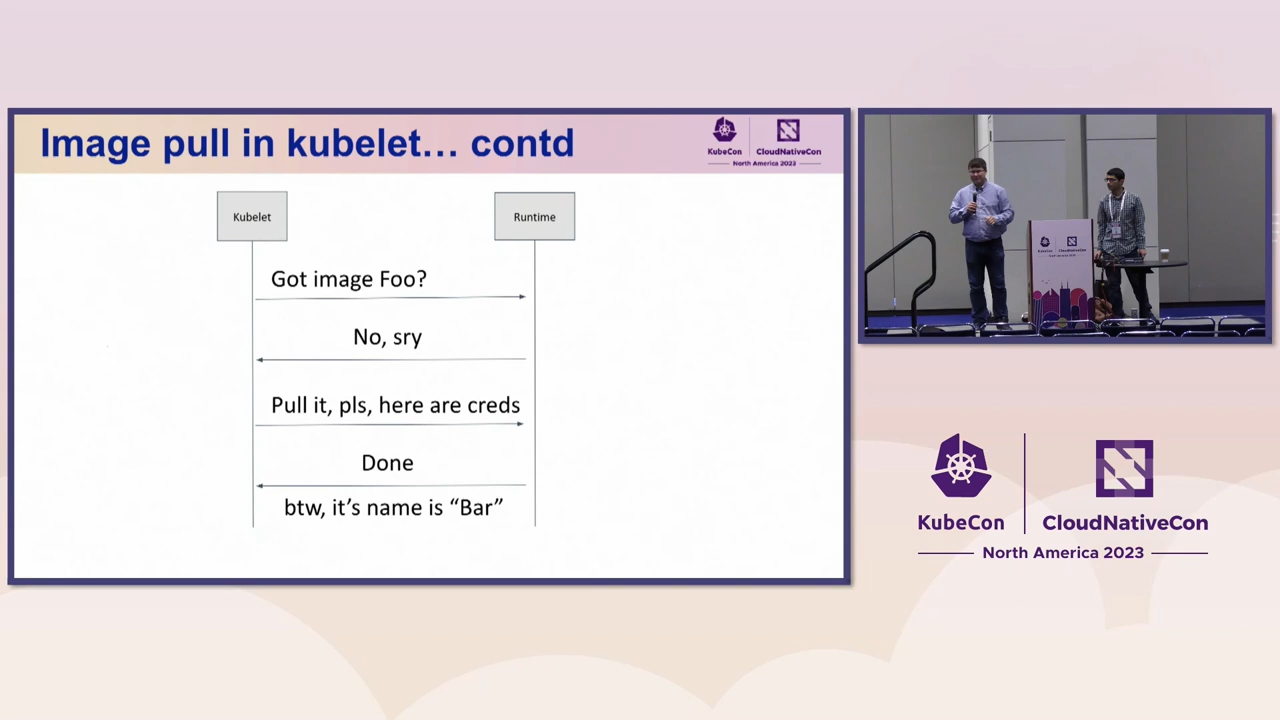 Image pull in kubelet... contd
KubeCon
CloudNativeCon
North America 2023
Kubelet
Runtime
Got image Foo?
No, sry
Pull it, pls, here are creds
Done
btw, it's name is “Bar”
KubeCon
CloudNativeCon
North America 2023